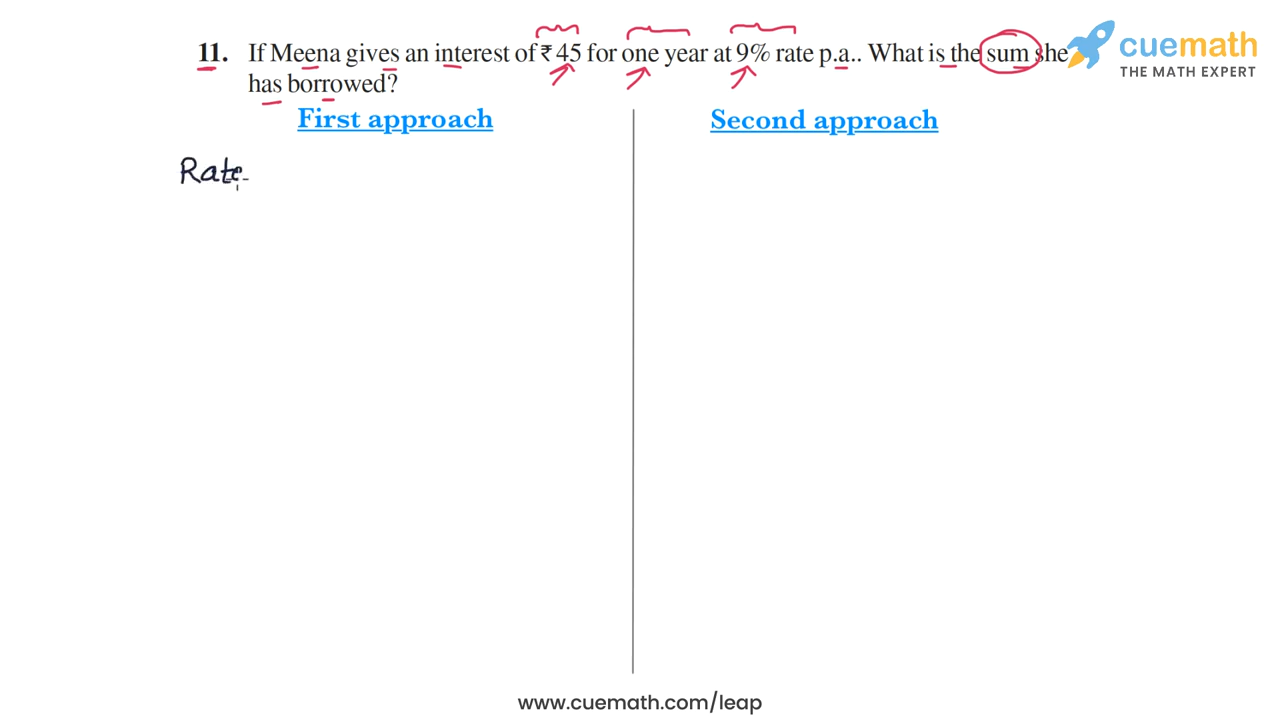 11. If Meena gives an interest of ₹ 45 for one year at 9% rate p.a.. What is the sum she
has borrowed?
cuemath
THE MATH EXPERT
First approach
Second approach
Rate
www.cuemath.com/leap